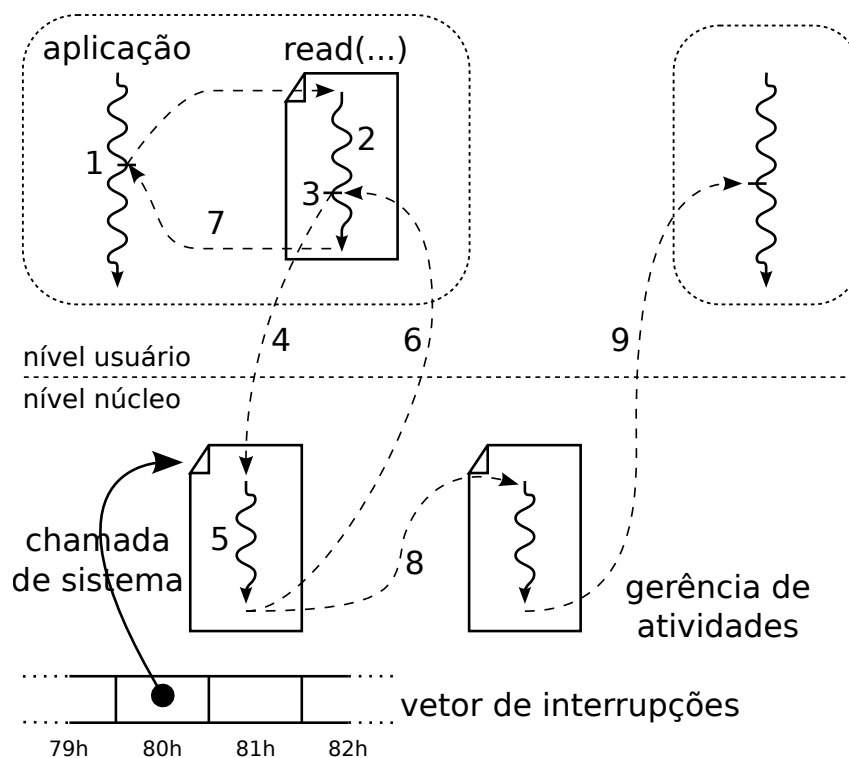 aplicação
read(...)
1
2
3
7
4
6
9
nível usuário
nível núcleo
5
8
chamada
de sistema
gerência de
atividades
vetor de interrupções
79h
80h
81h
82h